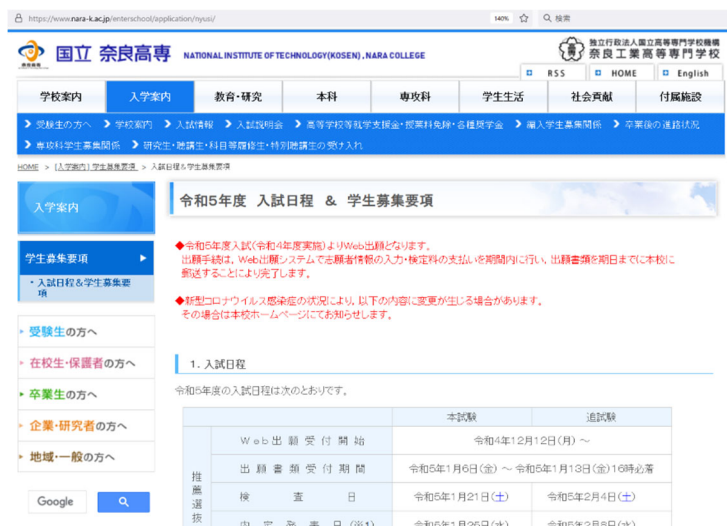 https://www.nara-k.ac.jp/interschool/application/nyusi/
140%
検索
国立 奈良高専 NATIONAL INSTITUTE OF TECHNOLOGY(KOSEN), NARA COLLEGE
独立行政法人国立高等専門学校機構
奈良工業高等専門学校
RSS HOME English
学校案内 入学案内 教育・研究 本科 専攻科 学生生活 社会貢献 付属施設
受験生の方へ 学校案内 入試情報 入試説明会 高等学校等就学支援金・授業料免除・各種奨学金 編入学生募集関係 卒業後の進路状況
専攻科学生募集関係 研究生・聴講生・科目等履修生・特別聴講生の受け入れ
HOME > [入学案内] 学生募集要項 > 入試日程&学生募集要項
入学案内
令和5年度 入試日程 & 学生募集要項
学生募集要項
・入試日程&学生募集要項
◆令和5年度入試(令和4年度実施)よりWeb出願となります。
出願手続は、Web出願システムで志願者情報の入力・検定料の支払いを期間内に行い、出願書類を期日までに本校に
郵送することにより完了します。
◆新型コロナウイルス感染症の状況により、以下の内容に変更が生じる場合があります。
その場合は本校ホームページにてお知らせします。
受験生の方へ
在校生・保護者の方へ
卒業生の方へ
企業・研究者の方へ
地域・一般の方へ
Google
1. 入試日程
令和5年度の入試日程は次のとおりです。
本試験 追試験
推薦選抜
Web出願受付開始 令和4年12月12日(月) ～
出願書類受付期間 令和5年1月6日(金) ～ 令和5年1月13日(金)16時必着
検査日 令和5年1月21日(土) 令和5年2月4日(土)
内定発表日(※1) 令和5年1月26日(木) 令和5年2月8日(水)